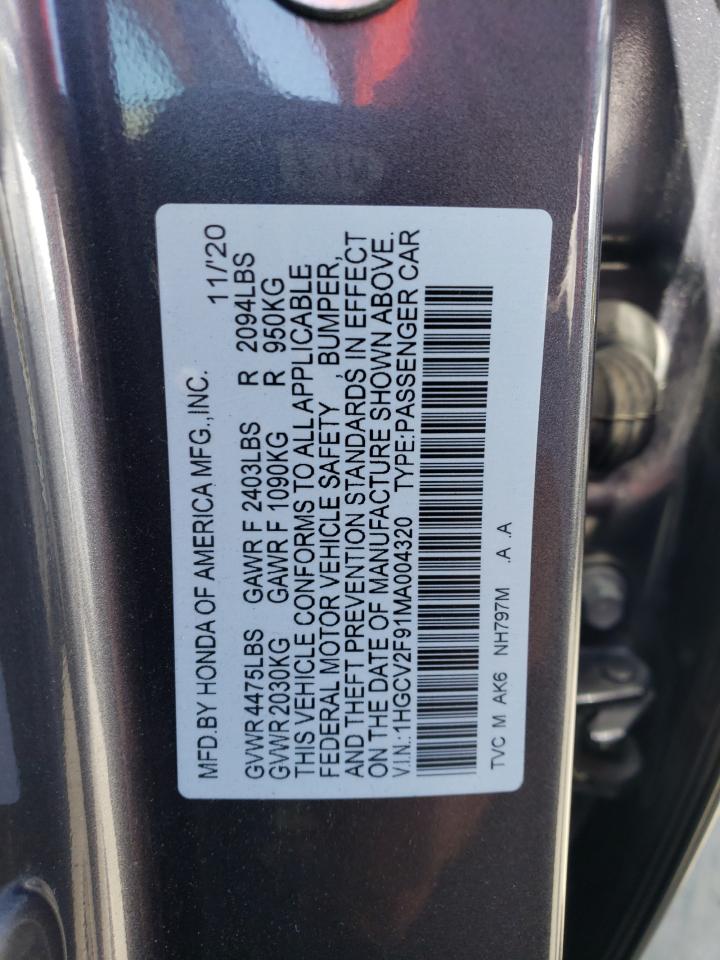 MFD.BY HONDA OF AMERICA MFG.,INC. 11/'20
GVWR 4475LBS GAWR F 2403LBS R 2094LBS
GVWR 2030KG GAWR F 1090KG R 950KG
THIS VEHICLE CONFORMS TO ALL APPLICABLE
FEDERAL MOTOR VEHICLE SAFETY , BUMPER,
AND THEFT PREVENTION STANDARDS IN EFFECT
ON THE DATE OF MANUFACTURE SHOWN ABOVE.
V.I.N.:1HGCV2F91MA004320 TYPE:PASSENGER CAR
TVC M AK6 NH797M .A .A